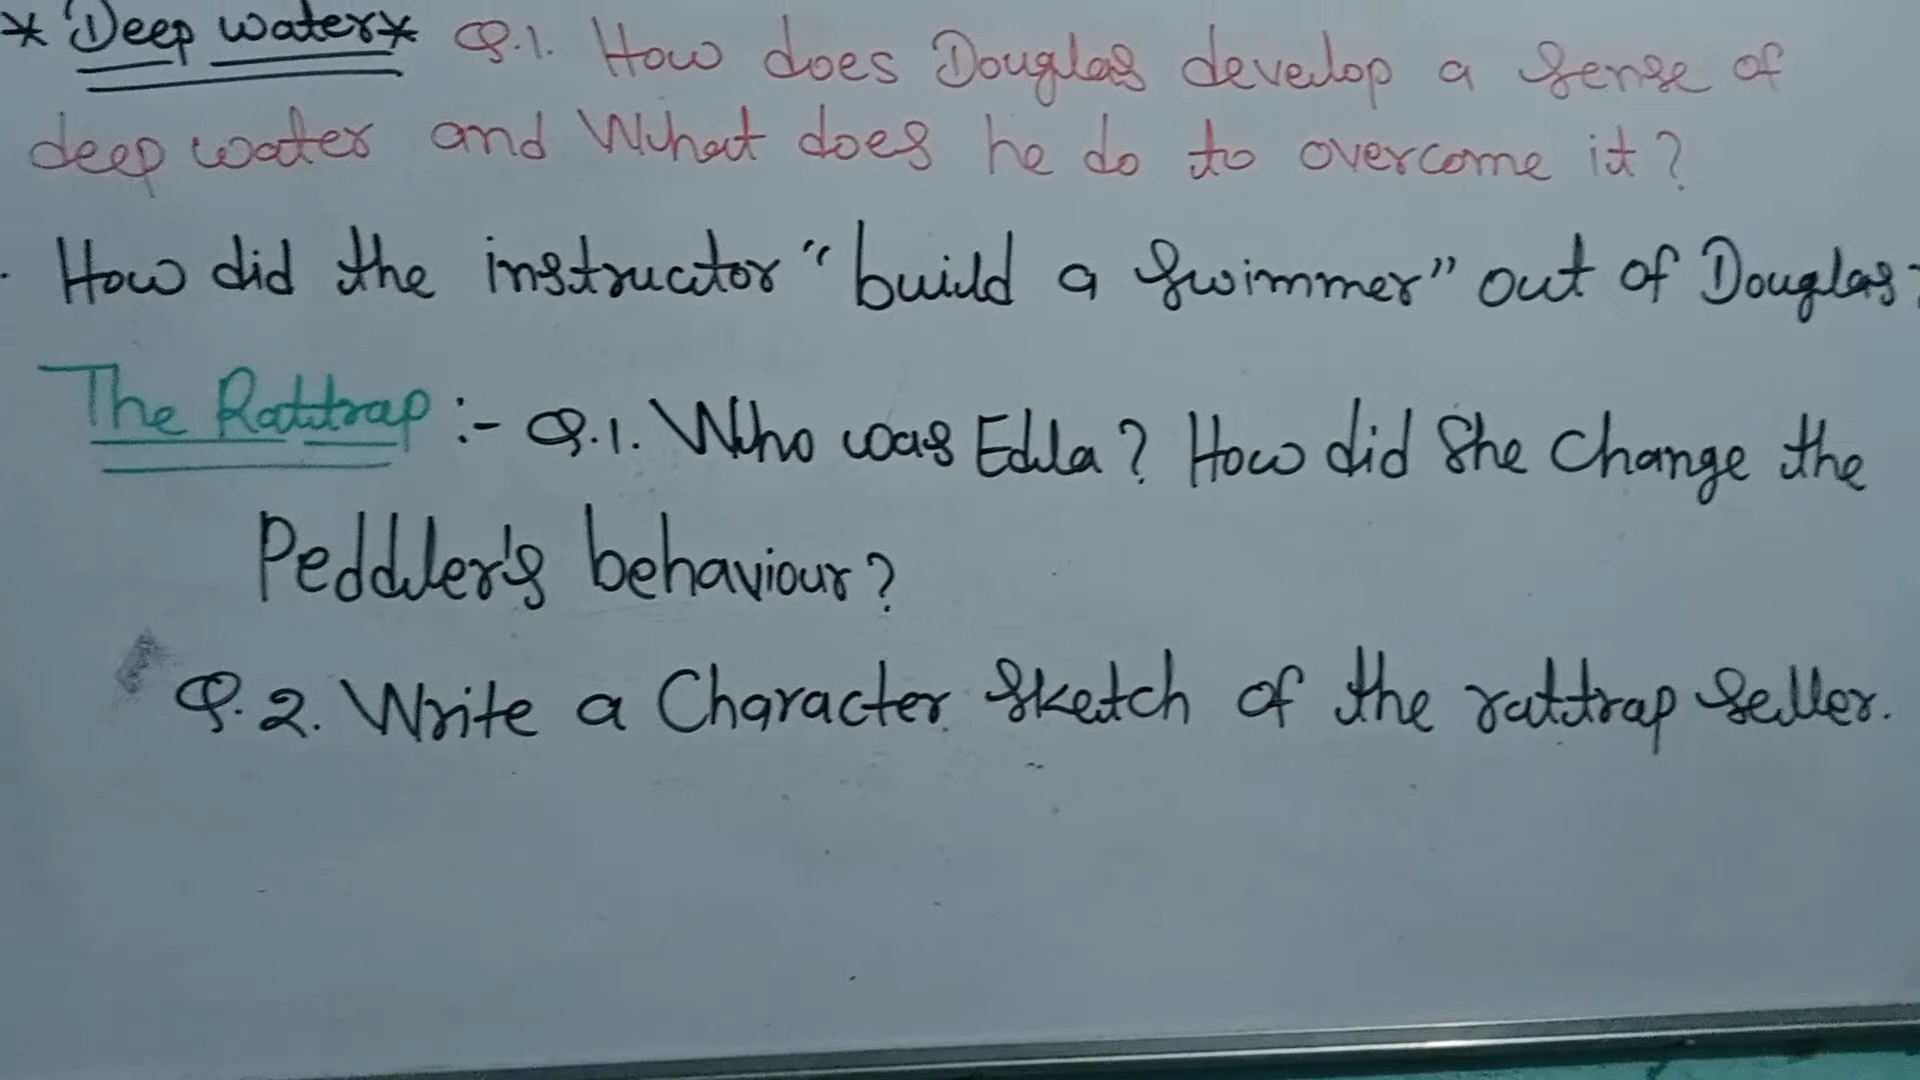 * Deep water* Q.1. How does Douglas develop a sense of
deep water and What does he do to overcome it?
. How did the instructor "build a swimmer" out of Douglas?
The Rattrap :- Q.1. Who was Edla? How did She Change the
Peddler's behaviour?
Q.2. Write a Character Sketch of the rattrap Seller.